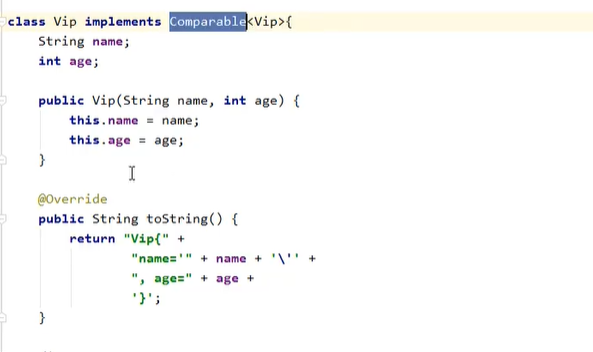 class Vip implements Comparable<Vip>{
    String name;
    int age;

    public Vip(String name, int age) {
        this.name = name;
        this.age = age;
    }

    @Override
    public String toString() {
        return "Vip{" +
                "name='" + name + '\'' +
                ", age=" + age +
                '}';
    }